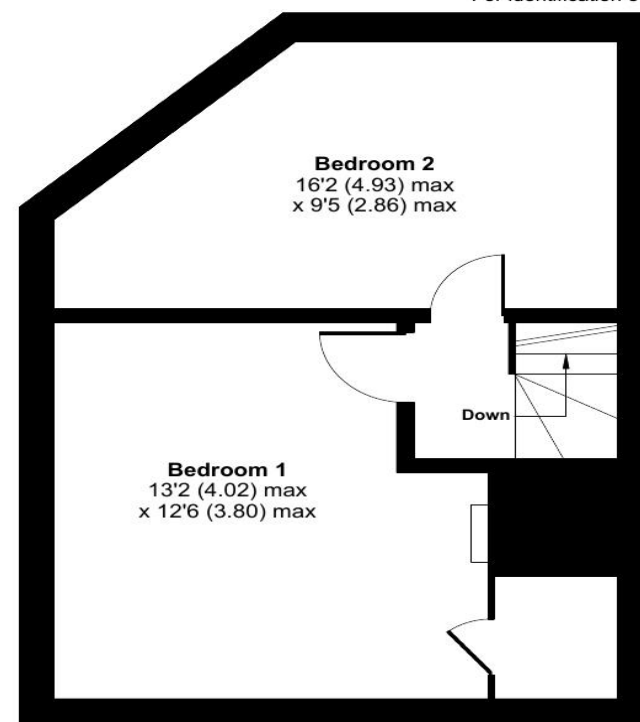 Bedroom 2
16'2 (4.93) max
x 9'5 (2.86) max
Down
Bedroom 1
13'2 (4.02) max
x 12'6 (3.80) max